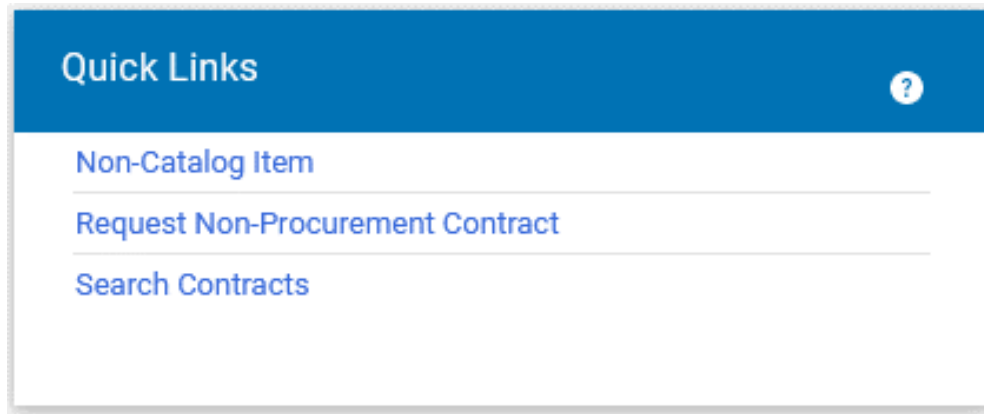 Quick Links
?
Non-Catalog Item
Request Non-Procurement Contract
Search Contracts